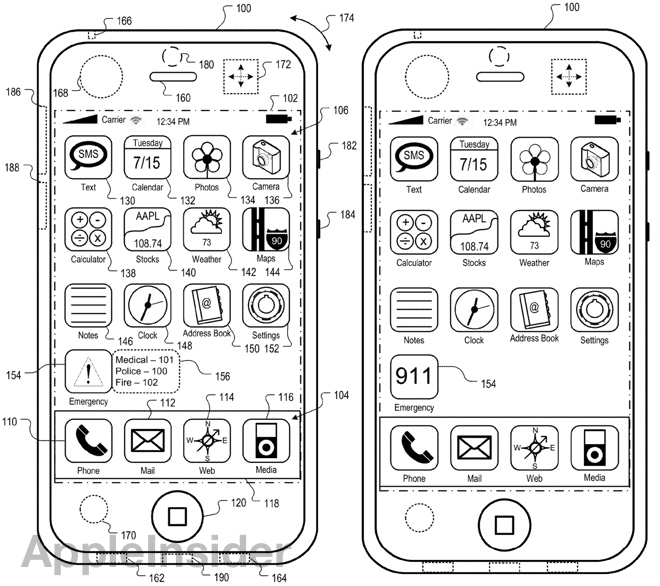 100
166
174
100
180
168
172
160
186
102
Carrier 12:34 PM
106
SMS
Tuesday
7/15
182
188
Text Calendar Photos Camera
130 132 134 136
AAPL
108.74
73
90
184
Calculator Stocks Weather Maps
138 140 142 144
@
Notes Clock Address Book Settings
146 148 150 152
154
Medical – 101
Police – 100
Fire – 102
156
Emergency
112 114 116 104
110
N
W E
S
Phone Mail Web Media
118
120
170
AppleInsider
162 190 164
Carrier 12:34 PM
SMS
Tuesday
7/15
Text Calendar Photos Camera
AAPL
108.74
73
90
Calculator Stocks Weather Maps
@
Notes Clock Address Book Settings
911
154
Emergency
N
W E
S
Phone Mail Web Media